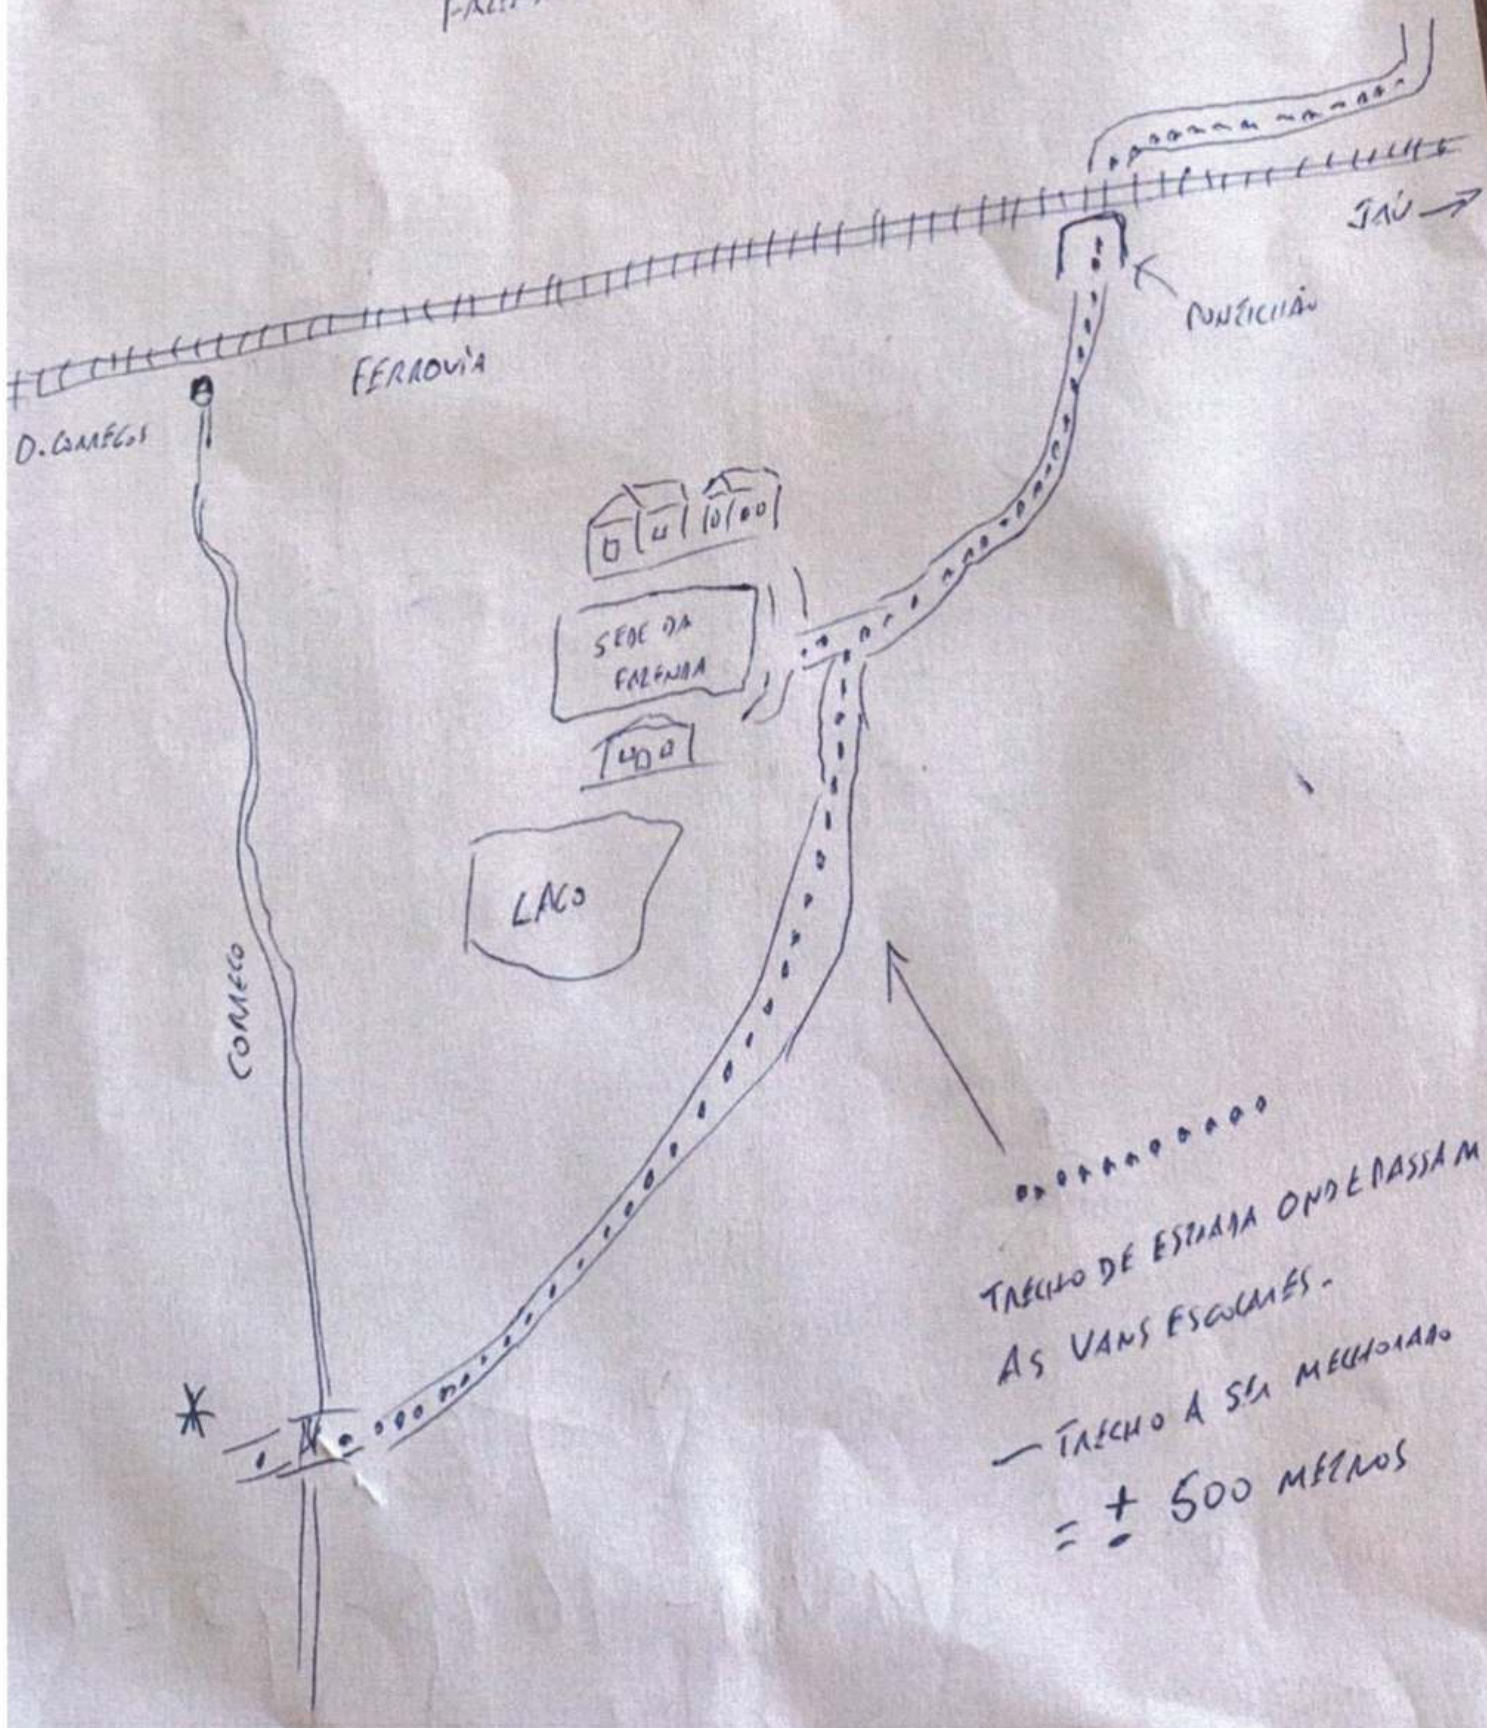 JAÚ
PONTILHÃO
FERROVIA
D. CORREGOS
SEDE DA
FAZENDA
LAGO
CORREGO
TRECHO DE ESTRADA ONDE PASSAM
AS VANS ESCOLARES.
— TRECHO A SER MELHORADO
= ± 500 METROS